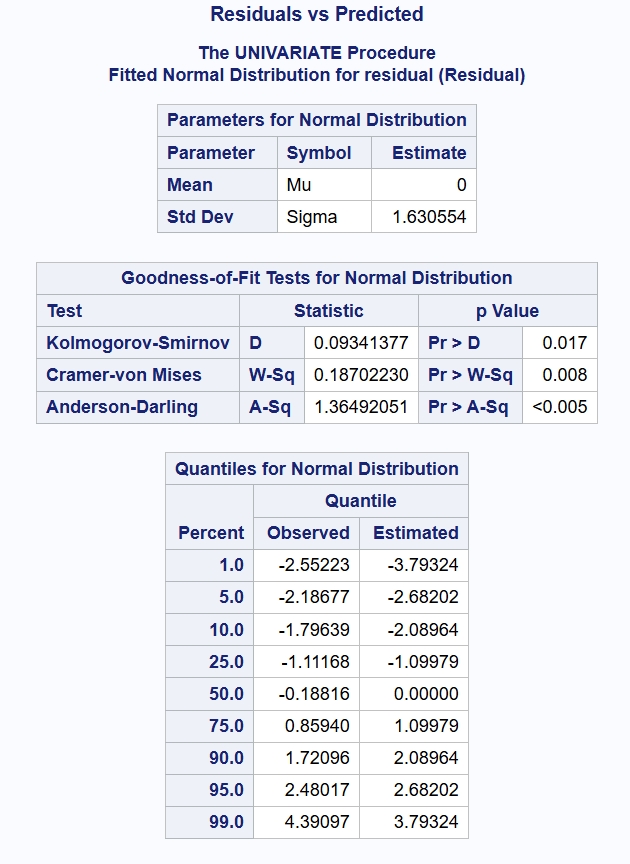 Residuals vs Predicted
The UNIVARIATE Procedure
Fitted Normal Distribution for residual (Residual)
Parameters for Normal Distribution
Parameter Symbol Estimate
Mean Mu 0
Std Dev Sigma 1.630554
Goodness-of-Fit Tests for Normal Distribution
Test Statistic p Value
Kolmogorov-Smirnov D 0.09341377 Pr > D 0.017
Cramer-von Mises W-Sq 0.18702230 Pr > W-Sq 0.008
Anderson-Darling A-Sq 1.36492051 Pr > A-Sq <0.005
Quantiles for Normal Distribution
Quantile
Percent Observed Estimated
1.0 -2.55223 -3.79324
5.0 -2.18677 -2.68202
10.0 -1.79639 -2.08964
25.0 -1.11168 -1.09979
50.0 -0.18816 0.00000
75.0 0.85940 1.09979
90.0 1.72096 2.08964
95.0 2.48017 2.68202
99.0 4.39097 3.79324